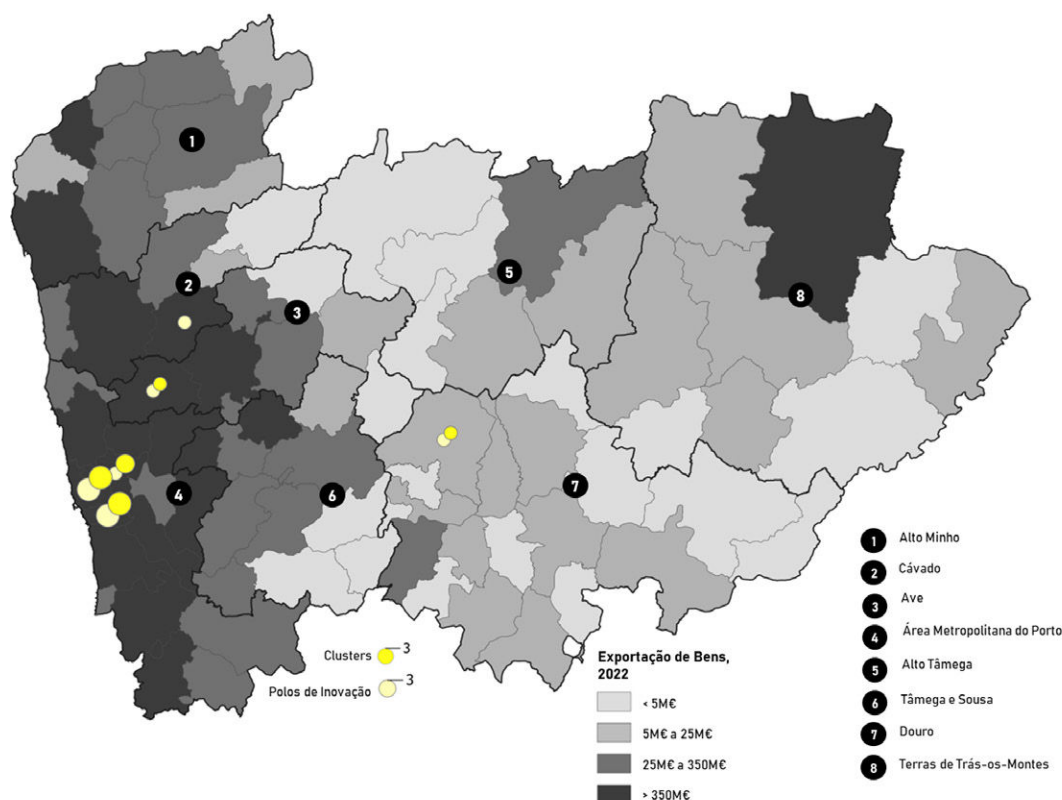 1
2
3
4
5
6
7
8
Clusters
3
Polos de Inovação
3
Exportação de Bens,
2022
< 5M€
5M€ a 25M€
25M€ a 350M€
> 350M€
1 Alto Minho
2 Cávado
3 Ave
4 Área Metropolitana do Porto
5 Alto Tâmega
6 Tâmega e Sousa
7 Douro
8 Terras de Trás-os-Montes